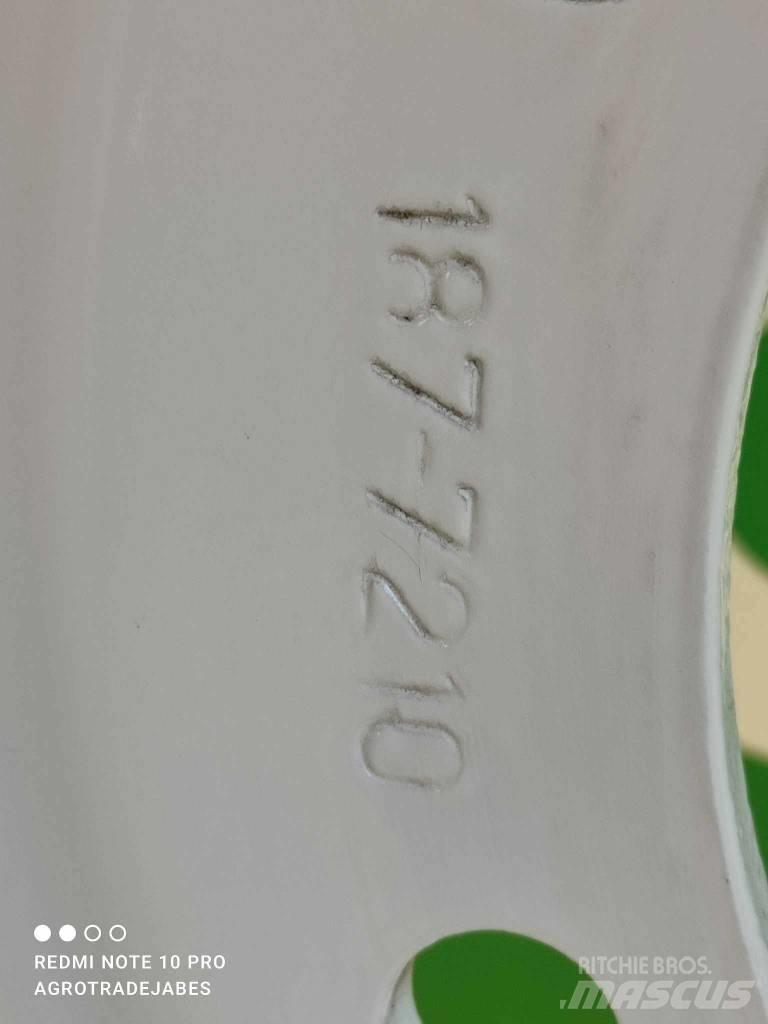 187-7210
REDMI NOTE 10 PRO
AGROTRADEJABES
RITCHIE BROS.
MASCUS